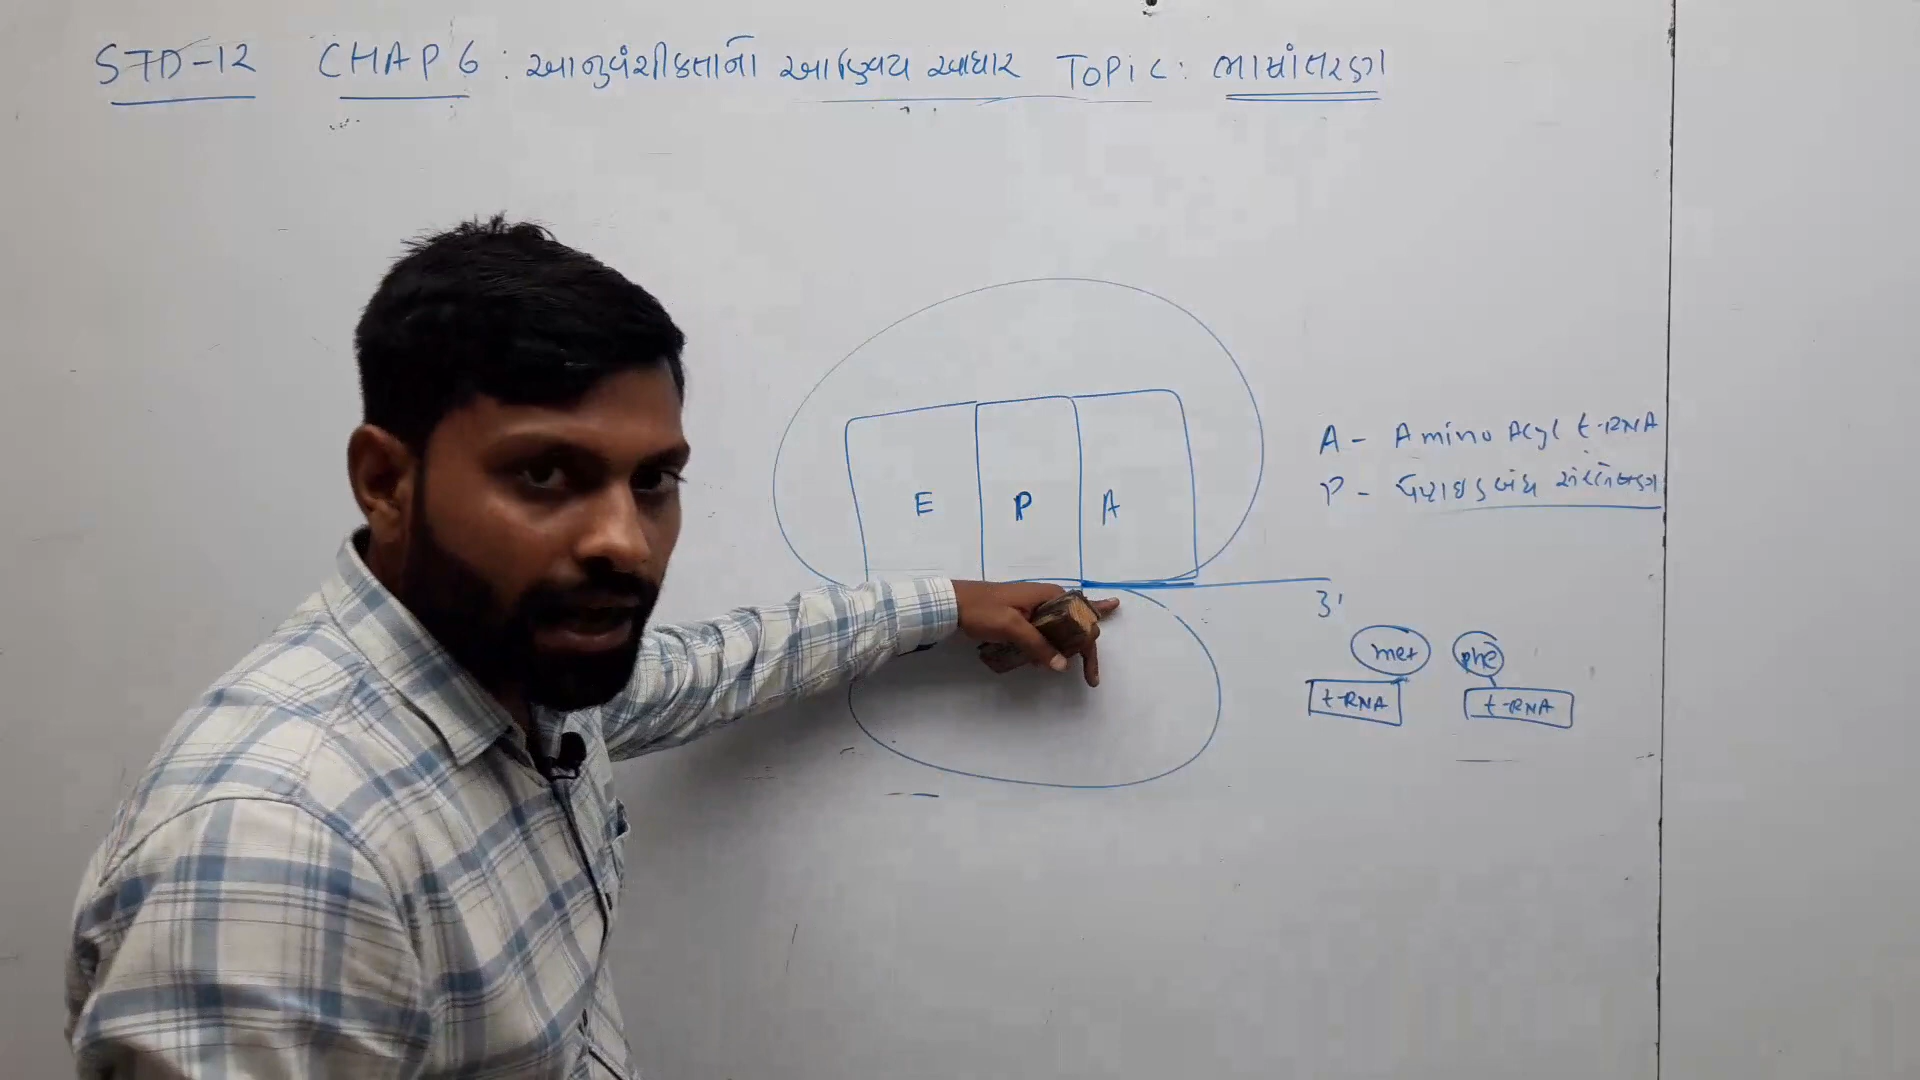 STD-12 CHAP 6 : આનુવંશીકતાનો આણ્વિય આધાર TOPIC : ભાષાંતરણ
E P A
A - Amino Acyl t-RNA
P - પેપ્ટાઇડબંધ સંશ્લેષણ
3'
met phe
t-RNA t-RNA